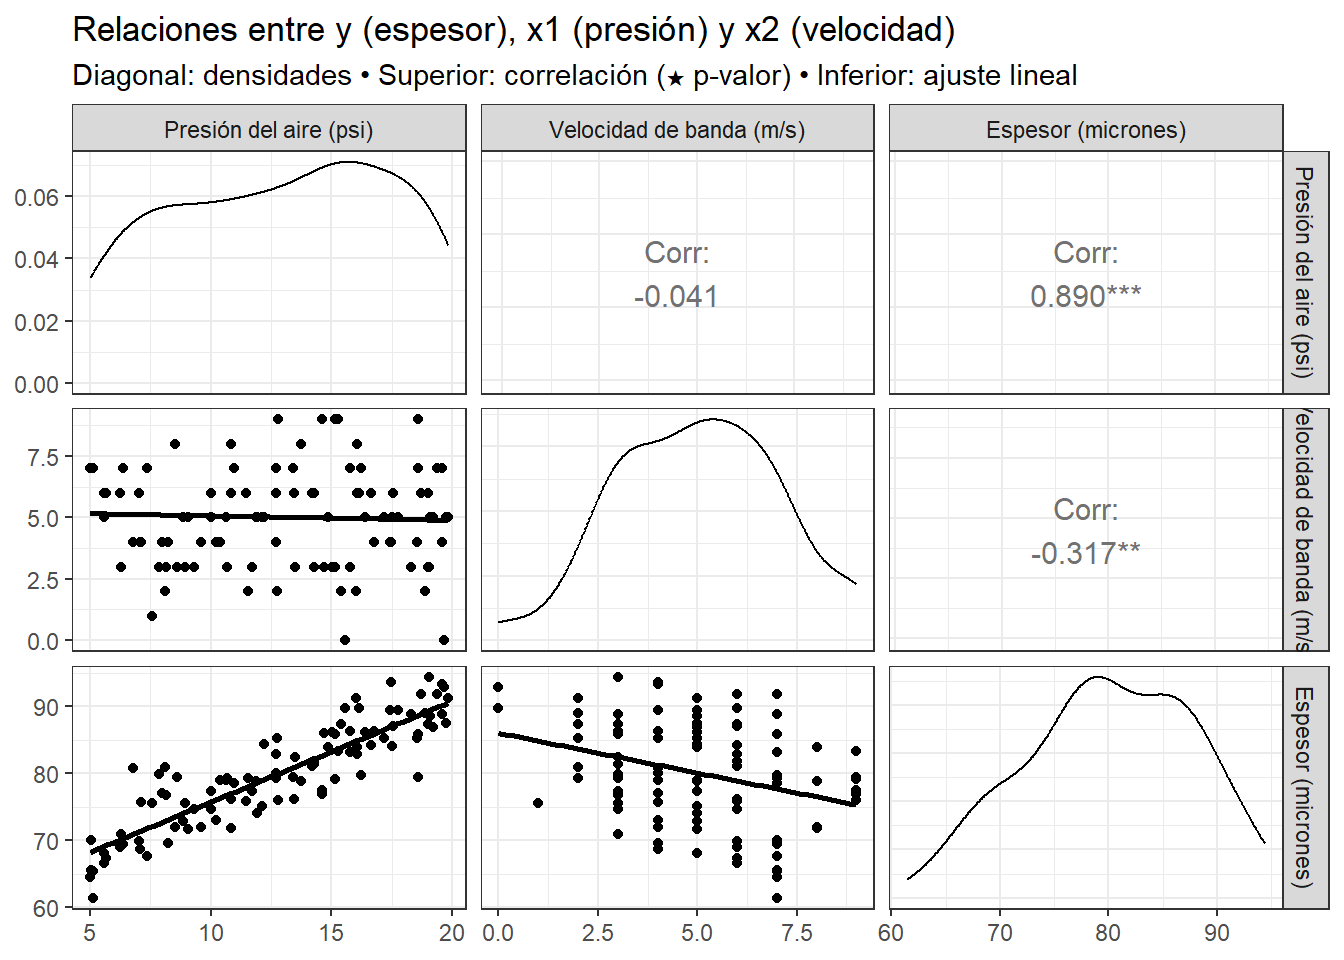 Relaciones entre y (espesor), x1 (presión) y x2 (velocidad)
Diagonal: densidades • Superior: correlación (★ p-valor) • Inferior: ajuste lineal
Presión del aire (psi)
Velocidad de banda (m/s)
Espesor (micrones)
0.06
0.04
0.02
0.00
Corr:
-0.041
Corr:
0.890***
Presión del aire (psi)
7.5
5.0
2.5
0.0
Corr:
-0.317**
Velocidad de banda (m/s
90
80
70
60
Espesor (micrones)
5
10
15
20
0.0
2.5
5.0
7.5
60
70
80
90